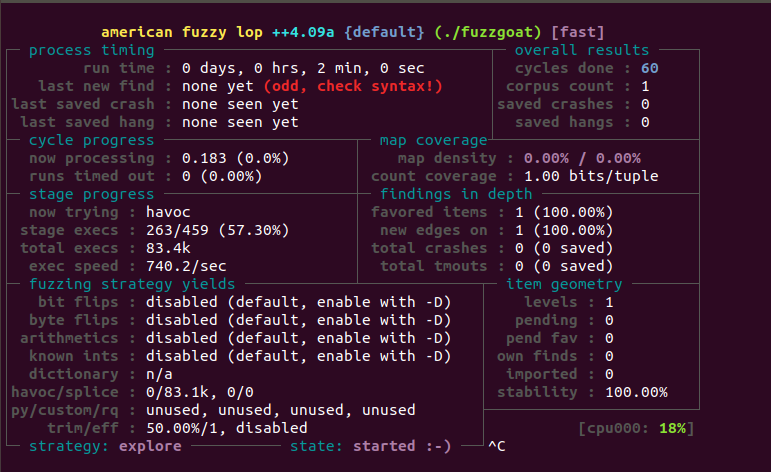 american fuzzy lop ++4.09a {default} (./fuzzgoat) [fast]
process timing overall results
run time : 0 days, 0 hrs, 2 min, 0 sec cycles done : 60
last new find : none yet (odd, check syntax!) corpus count : 1
last saved crash : none seen yet saved crashes : 0
last saved hang : none seen yet saved hangs : 0
cycle progress map coverage
now processing : 0.183 (0.0%) map density : 0.00% / 0.00%
runs timed out : 0 (0.00%) count coverage : 1.00 bits/tuple
stage progress findings in depth
now trying : havoc favored items : 1 (100.00%)
stage execs : 263/459 (57.30%) new edges on : 1 (100.00%)
total execs : 83.4k total crashes : 0 (0 saved)
exec speed : 740.2/sec total tmouts : 0 (0 saved)
fuzzing strategy yields item geometry
bit flips : disabled (default, enable with -D) levels : 1
byte flips : disabled (default, enable with -D) pending : 0
arithmetics : disabled (default, enable with -D) pend fav : 0
known ints : disabled (default, enable with -D) own finds : 0
dictionary : n/a imported : 0
havoc/splice : 0/83.1k, 0/0 stability : 100.00%
py/custom/rq : unused, unused, unused, unused
trim/eff : 50.00%/1, disabled [cpu000: 18%]
strategy: explore state: started :-) ^C